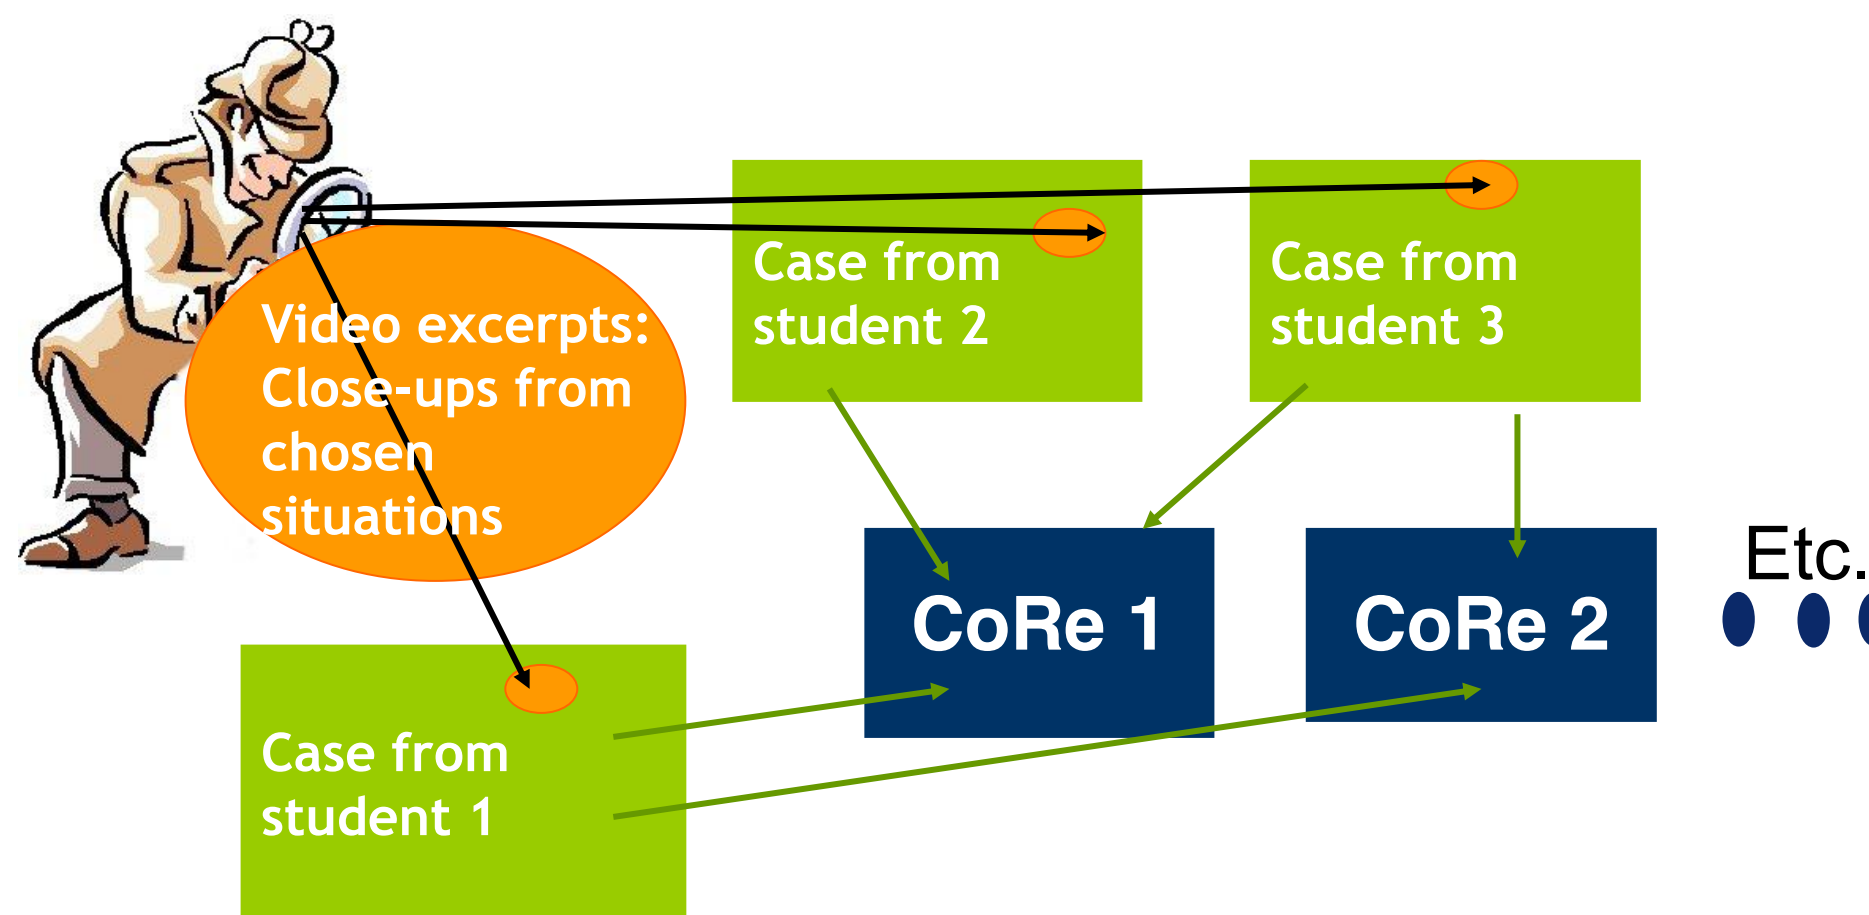 Video excerpts:
Close-ups from
chosen
situations
Case from
student 2
Case from
student 3
CoRe 1
CoRe 2
Etc.
Case from
student 1